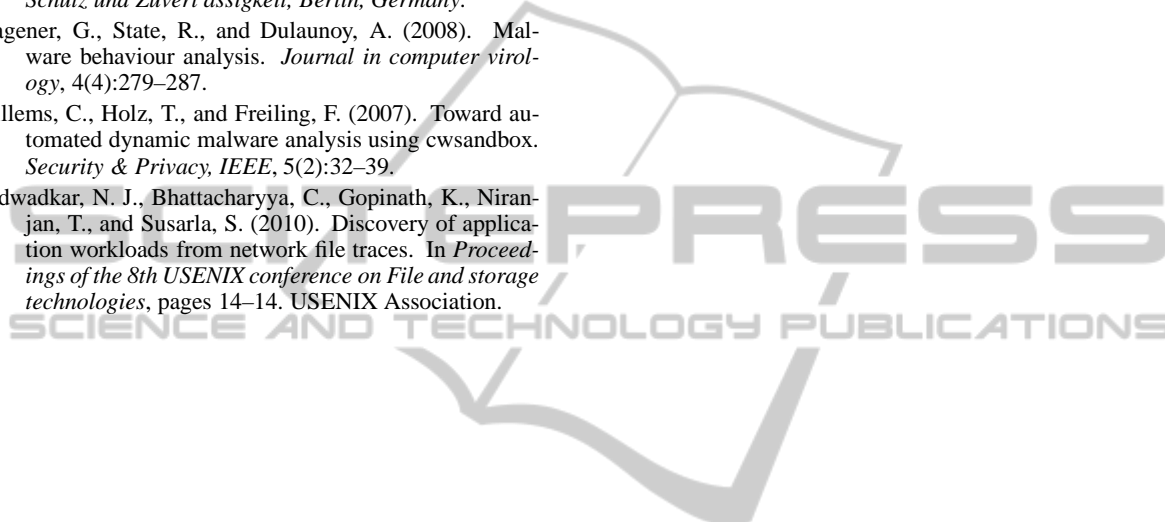 Schutz und Zuverl assigkeit, Berlin, Germany.
agener, G., State, R., and Dulaunoy, A. (2008). Mal-
ware behaviour analysis. Journal in computer virol-
ogy, 4(4):279–287.
llems, C., Holz, T., and Freiling, F. (2007). Toward au-
tomated dynamic malware analysis using cwsandbox.
Security & Privacy, IEEE, 5(2):32–39.
dwadkar, N. J., Bhattacharyya, C., Gopinath, K., Niran-
jan, T., and Susarla, S. (2010). Discovery of applica-
tion workloads from network file traces. In Proceed-
ings of the 8th USENIX conference on File and storage
technologies, pages 14–14. USENIX Association.
SCITEPRESS
SCIENCE AND TECHNOLOGY PUBLICATIONS